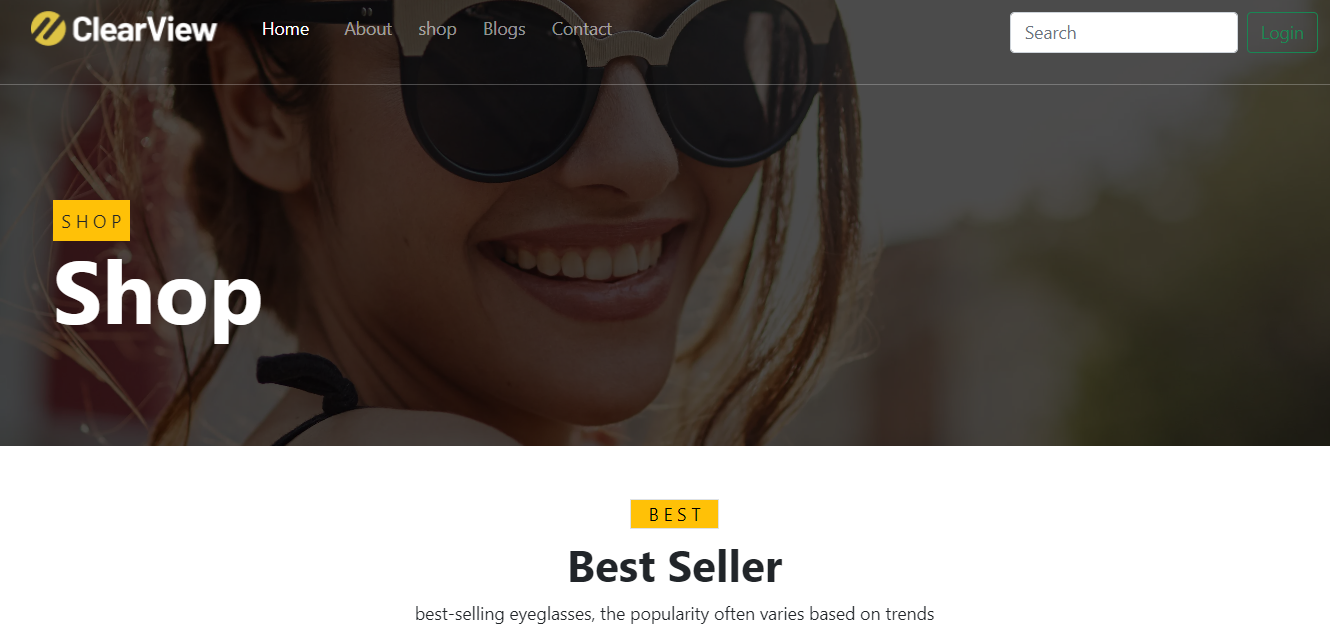 ClearView Home About shop Blogs Contact Search Login
SHOP
Shop
BEST
Best Seller
best-selling eyeglasses, the popularity often varies based on trends